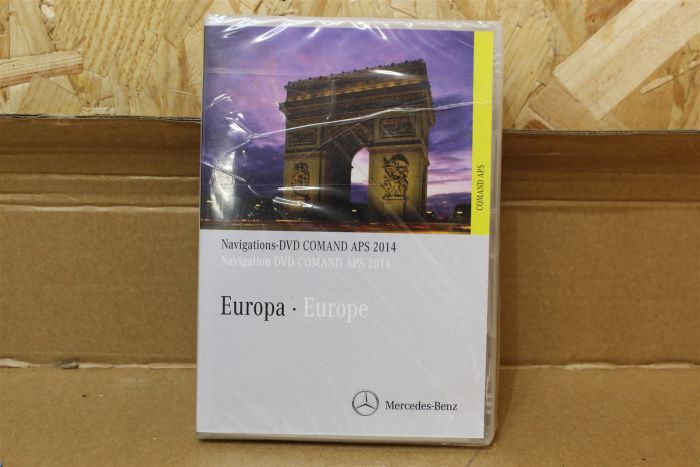 COMAND APS
Navigations-DVD COMAND APS 2014
Navigation DVD COMAND APS 2014
Europa · Europe
Mercedes-Benz